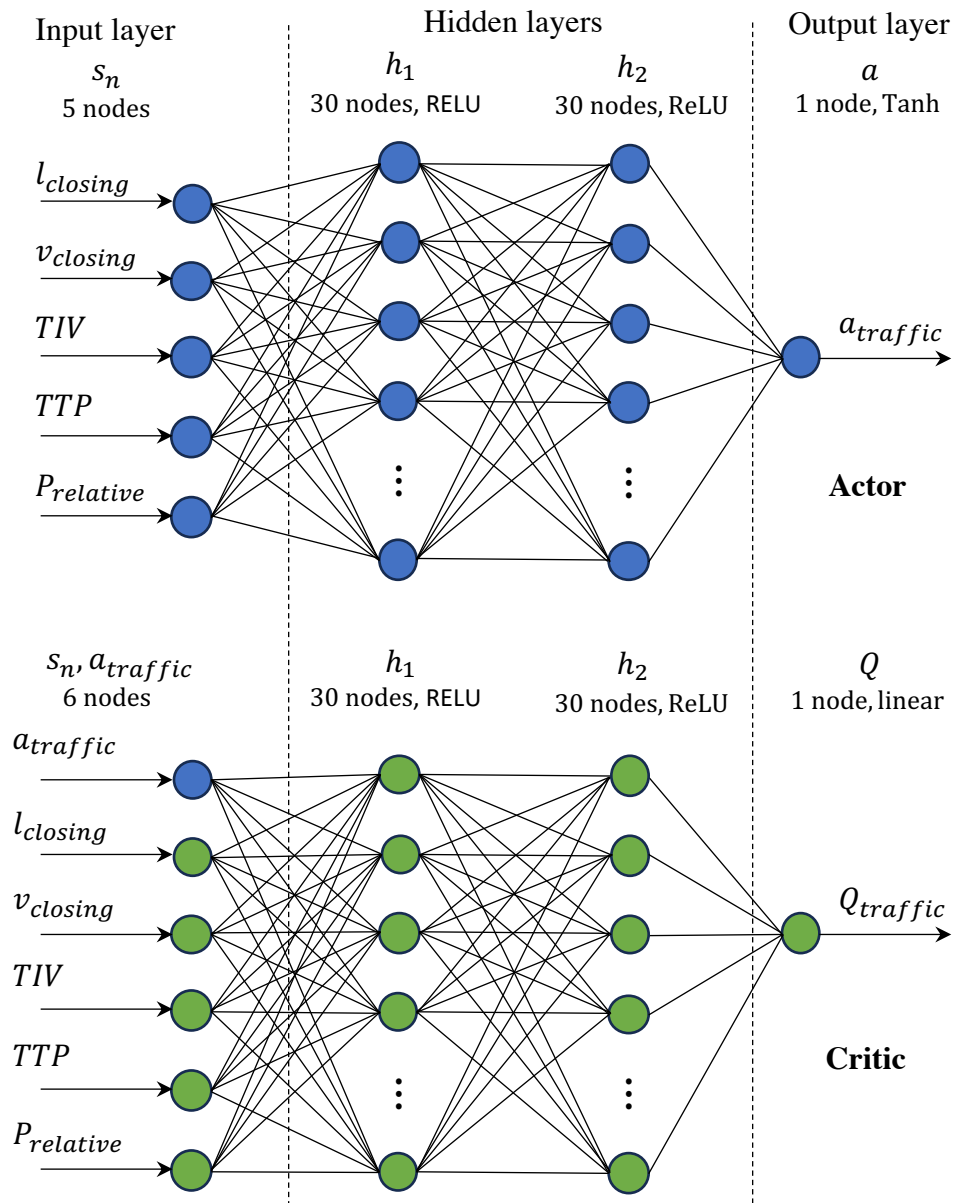 Input layer
Hidden layers
Output layer
s_n
5 nodes
h_1
30 nodes, RELU
h_2
30 nodes, ReLU
a
1 node, Tanh
l_closing
v_closing
TIV
TTP
P_relative
a_traffic
Actor
s_n, a_traffic
6 nodes
h_1
30 nodes, RELU
h_2
30 nodes, ReLU
Q
1 node, linear
a_traffic
l_closing
v_closing
TIV
TTP
P_relative
Q_traffic
Critic